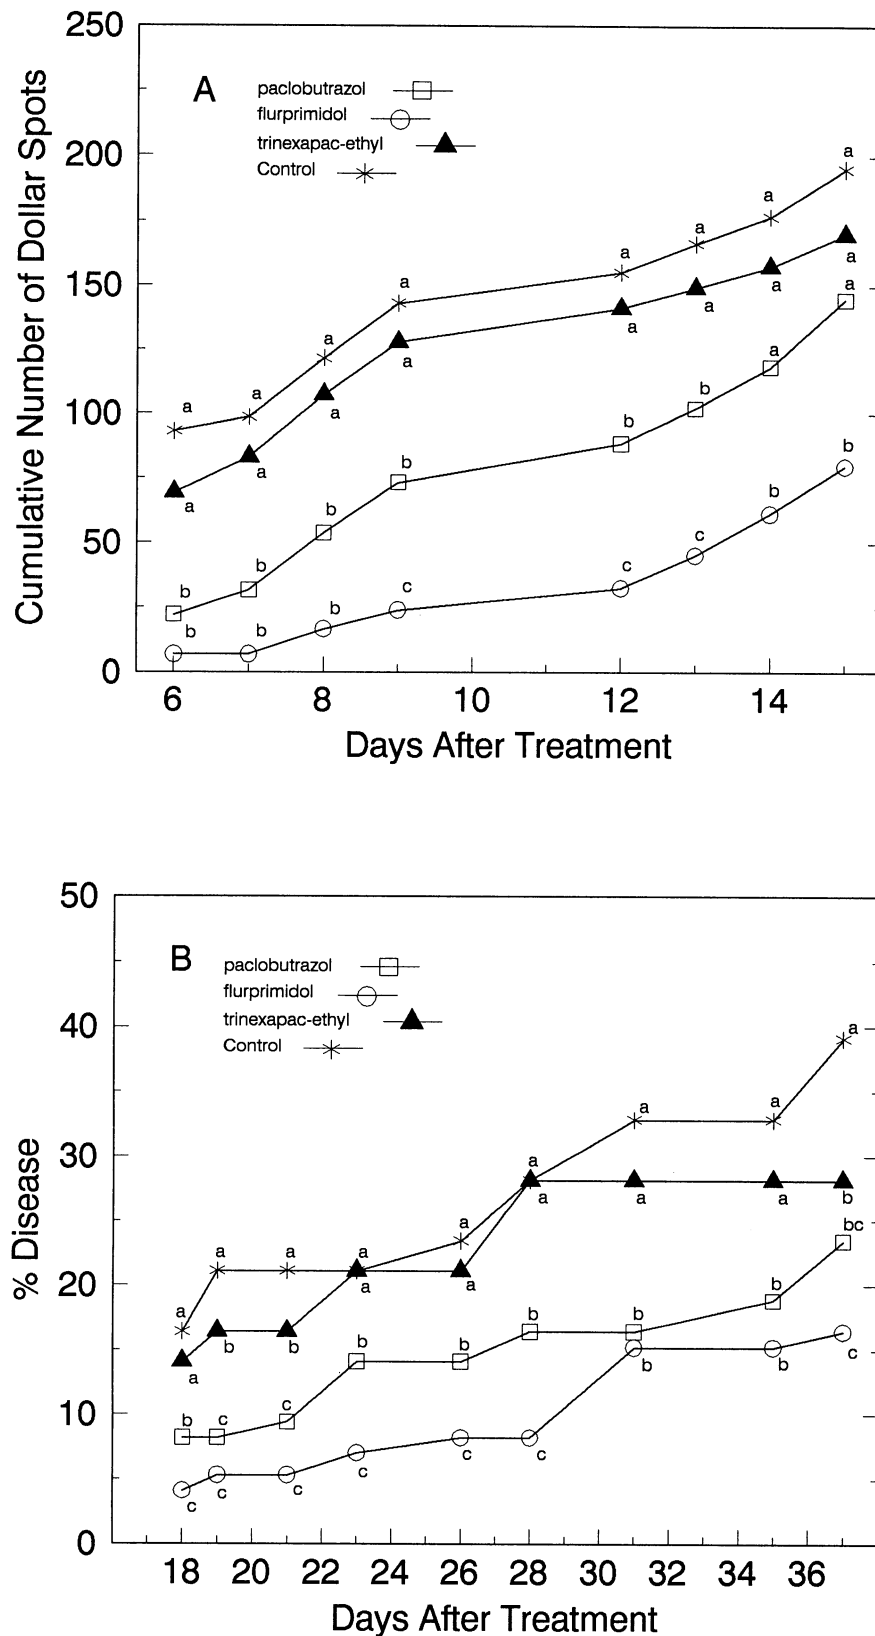 250
200
150
100
50
0
Cumulative Number of Dollar Spots
A
paclobutrazol
flurprimidol
trinexapac-ethyl
Control
a a a a a a a a
a a a a a a a a
b b b b b b a a
b b b c c c b b
6 8 10 12 14
Days After Treatment
50
40
30
20
10
0
% Disease
B
paclobutrazol
flurprimidol
trinexapac-ethyl
Control
a a a a a a a a a
a b b a a a a a b
b c c b b b b b bc
c c c c c c b b c
18 20 22 24 26 28 30 32 34 36
Days After Treatment